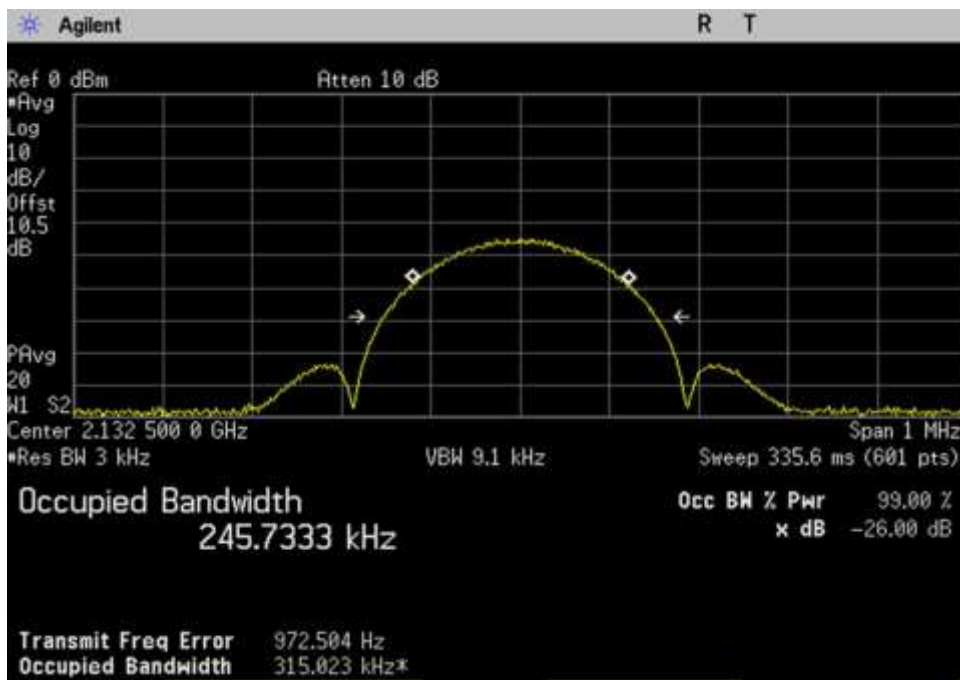 Agilent R T
Ref 0 dBm Atten 10 dB
*Avg
Log
10
dB/
Offst
10.5
dB
PAvg
20
W1 S2
Center 2.132 500 0 GHz Span 1 MHz
*Res BW 3 kHz VBW 9.1 kHz Sweep 335.6 ms (601 pts)
Occupied Bandwidth Occ BW % Pwr 99.00 %
245.7333 kHz x dB -26.00 dB
Transmit Freq Error 972.504 Hz
Occupied Bandwidth 315.023 kHz*